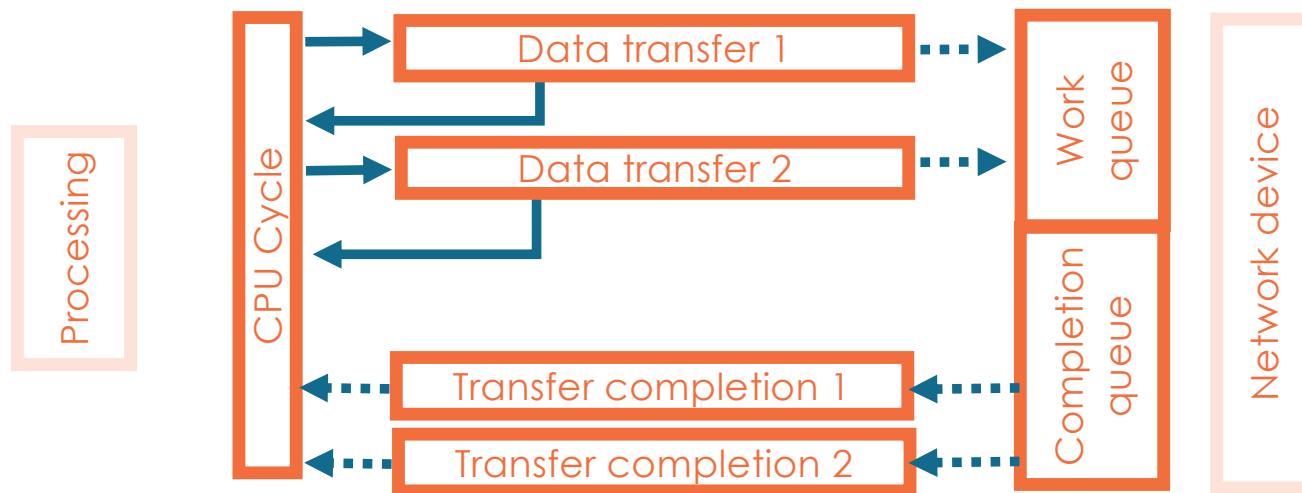 Processing
CPU Cycle
Data transfer 1
Data transfer 2
Transfer completion 1
Transfer completion 2
Work
queue
Completion
queue
Network device